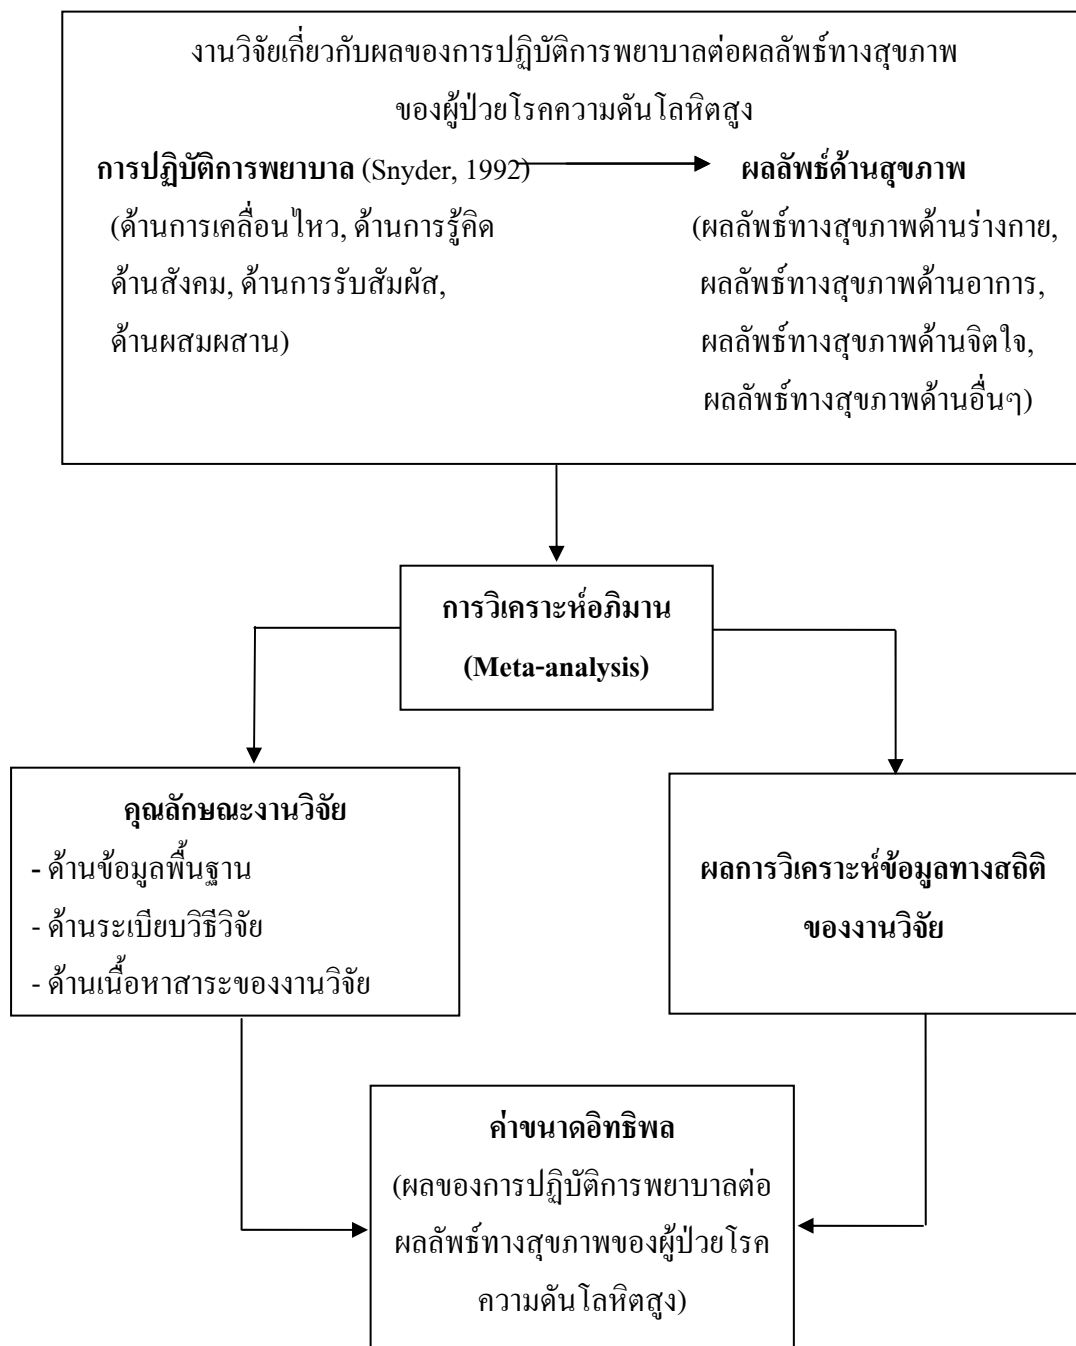 งานวิจัยเกี่ยวกับผลของการปฏิบัติการพยาบาลต่อผลลัพธ์ทางสุขภาพ
ของผู้ป่วยโรคความดันโลหิตสูง
การปฏิบัติการพยาบาล (Snyder, 1992)
(ด้านการเคลื่อนไหว, ด้านการรู้คิด
ด้านสังคม, ด้านการรับสัมผัส,
ด้านผสมผสาน)
ผลลัพธ์ด้านสุขภาพ
(ผลลัพธ์ทางสุขภาพด้านร่างกาย,
ผลลัพธ์ทางสุขภาพด้านอาการ,
ผลลัพธ์ทางสุขภาพด้านจิตใจ,
ผลลัพธ์ทางสุขภาพด้านอื่นๆ)
การวิเคราะห์อภิมาน
(Meta-analysis)
คุณลักษณะงานวิจัย
- ด้านข้อมูลพื้นฐาน
- ด้านระเบียบวิธีวิจัย
- ด้านเนื้อหาสาระของงานวิจัย
ผลการวิเคราะห์ข้อมูลทางสถิติ
ของงานวิจัย
ค่าขนาดอิทธิพล
(ผลของการปฏิบัติการพยาบาลต่อ
ผลลัพธ์ทางสุขภาพของผู้ป่วยโรค
ความดันโลหิตสูง)